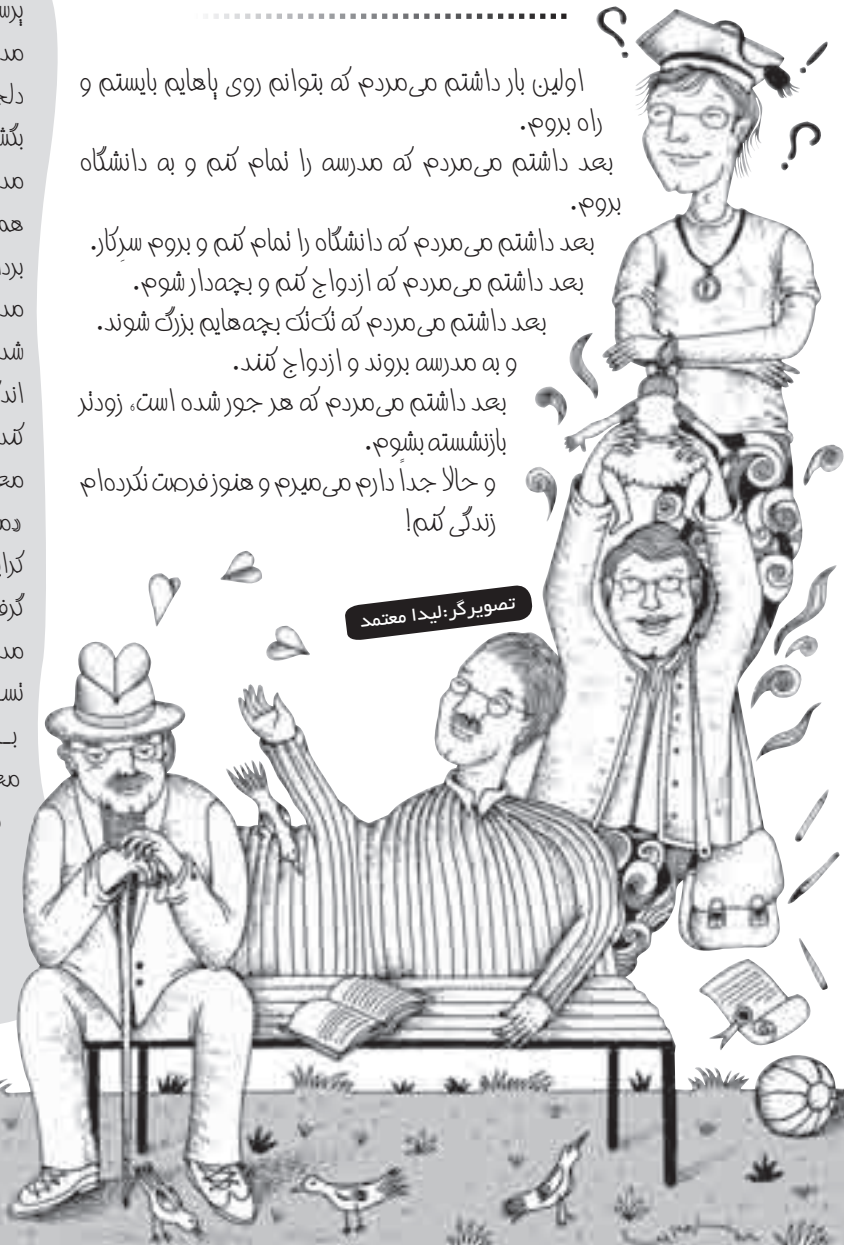 اولین بار داشتم می‌مردم که بتوانم روی پاهایم بایستم و
راه بروم.
بعد داشتم می‌مردم که مدرسه را تمام کنم و به دانشگاه
بروم.
بعد داشتم می‌مردم که دانشگاه را تمام کنم و بروم سرِکار.
بعد داشتم می‌مردم که ازدواج کنم و بچه‌دار شوم.
بعد داشتم می‌مردم که تک‌تک بچه‌هایم بزرگ شوند.
و به مدرسه بروند و ازدواج کنند.
بعد داشتم می‌مردم که هر جور شده است، زودتر
بازنشسته بشوم.
و حالا جداً دارم می‌میرم و هنوز فرصت نکرده‌ام
زندگی کنم!
تصویرگر:لیدا معتمد